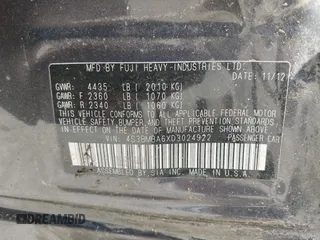 MFD BY FUJI HEAVY INDUSTRIES LTD.
DATE: 11/12
GVWR: 4435 LB ( 2010 KG)
GAWR: F 2360 LB ( 1070 KG)
GAWR: R 2340 LB ( 1060 KG)
THIS VEHICLE CONFORMS TO ALL
APPLICABLE U.S. FEDERAL MOTOR
VEHICLE SAFETY, BUMPER AND THEFT
PREVENTION STANDARDS IN EFFECT ON
THE DATE OF MANUFACTURE SHOWN ABOVE.
VIN: 4S3BMBA6XD3024922 PASSENGER CAR
ASSEMBLED BY SIA INC. MADE IN U.S.A.
DREAMBID